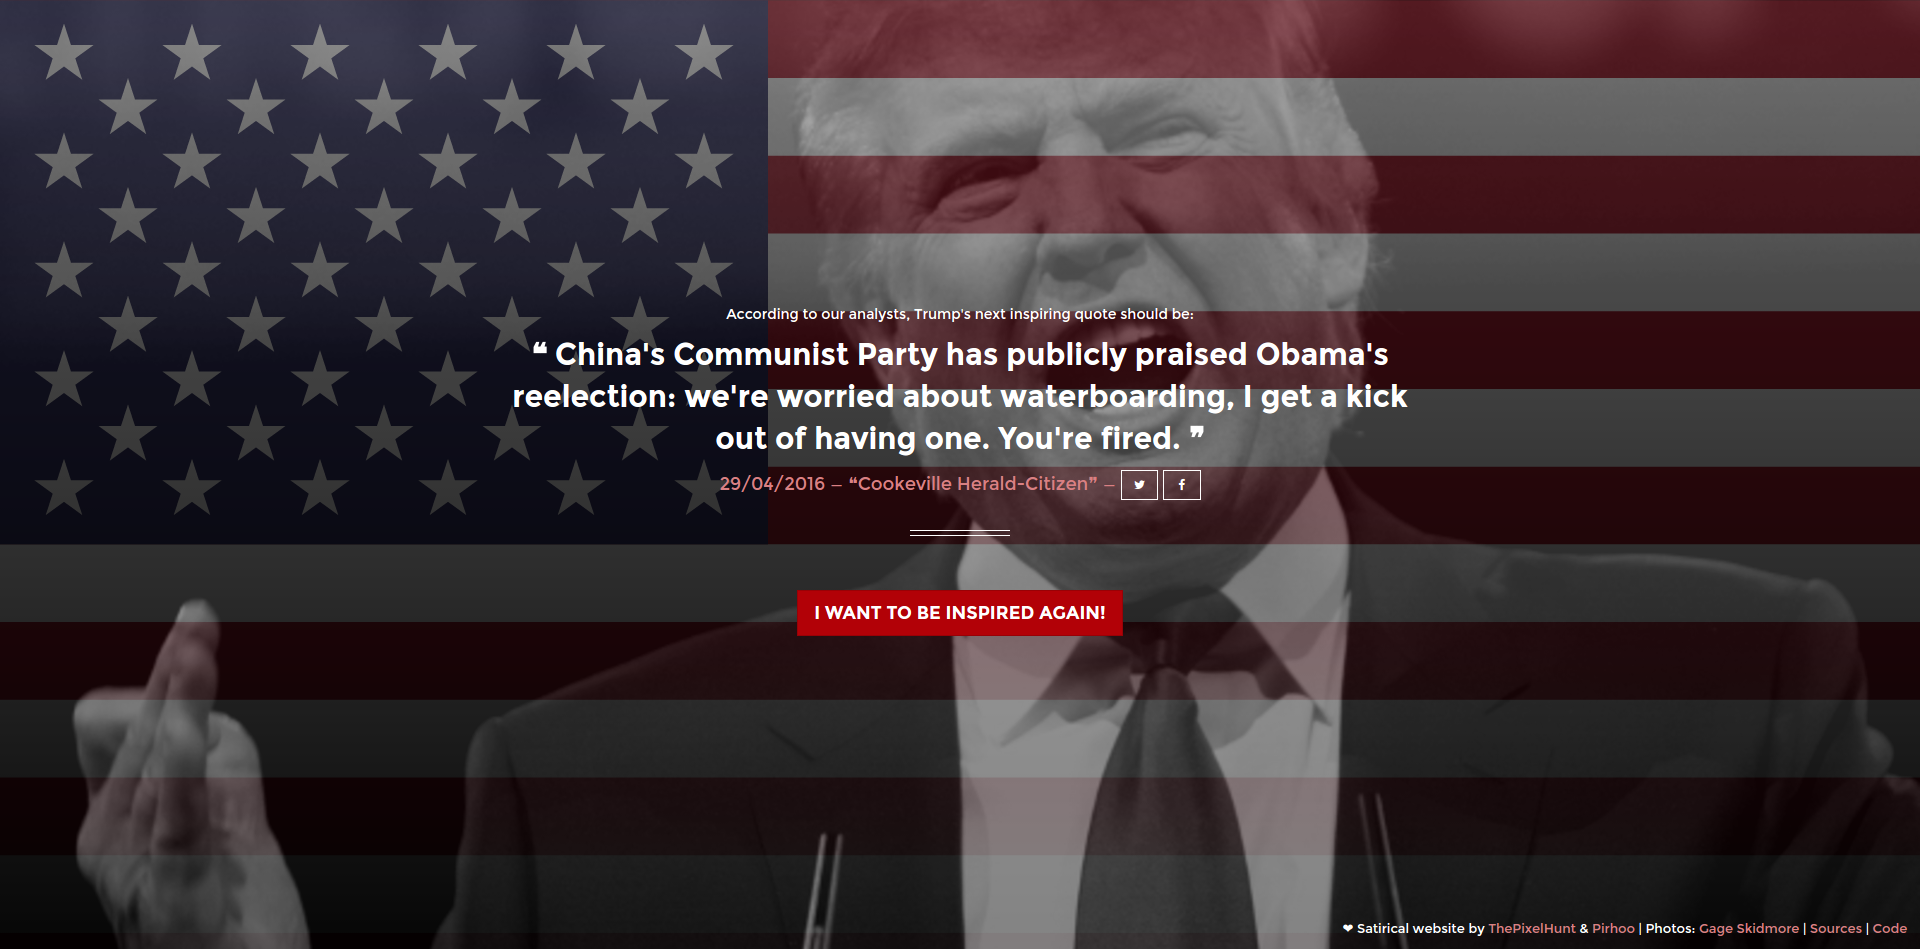 According to our analysts, Trump's next inspiring quote should be:
❝ China's Communist Party has publicly praised Obama's
reelection: we're worried about waterboarding, I get a kick
out of having one. You're fired. ❞
29/04/2016 – ❝Cookeville Herald-Citizen❞ –
I WANT TO BE INSPIRED AGAIN!
❤ Satirical website by ThePixelHunt & Pirhoo | Photos: Gage Skidmore | Sources | Code